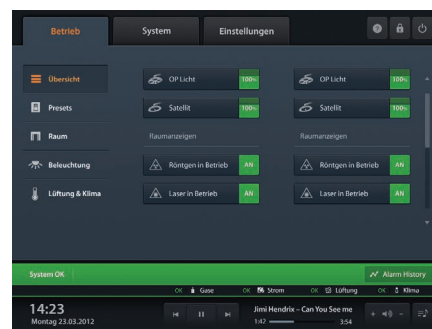 Betrieb System Einstellungen
Übersicht OP Licht 100% OP Licht 100%
Presets Satellit 100% Satellit 100%
Raum Raumanzeigen Raumanzeigen
Beleuchtung Röntgen in Betrieb AN Röntgen in Betrieb AN
Lüftung & Klima Laser in Betrieb AN Laser in Betrieb AN
System OK Alarm History
OK Gase OK Strom OK Lüftung OK Klima
14:23 Jimi Hendrix – Can You See me
Montag 23.03.2012 1:42 3:54